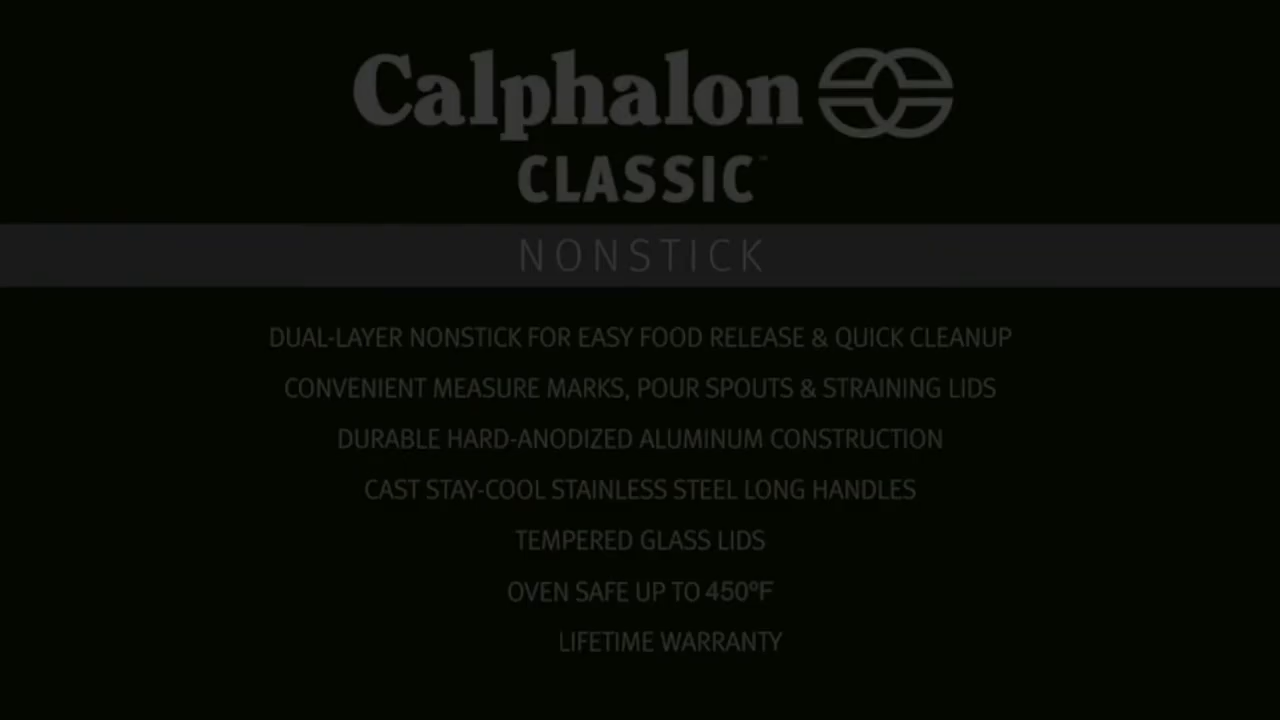 Calphalon
CLASSIC™
NONSTICK
DUAL-LAYER NONSTICK FOR EASY FOOD RELEASE & QUICK CLEANUP
CONVENIENT MEASURE MARKS, POUR SPOUTS & STRAINING LIDS
DURABLE HARD-ANODIZED ALUMINUM CONSTRUCTION
CAST STAY-COOL STAINLESS STEEL LONG HANDLES
TEMPERED GLASS LIDS
OVEN SAFE UP TO 450°F
LIFETIME WARRANTY